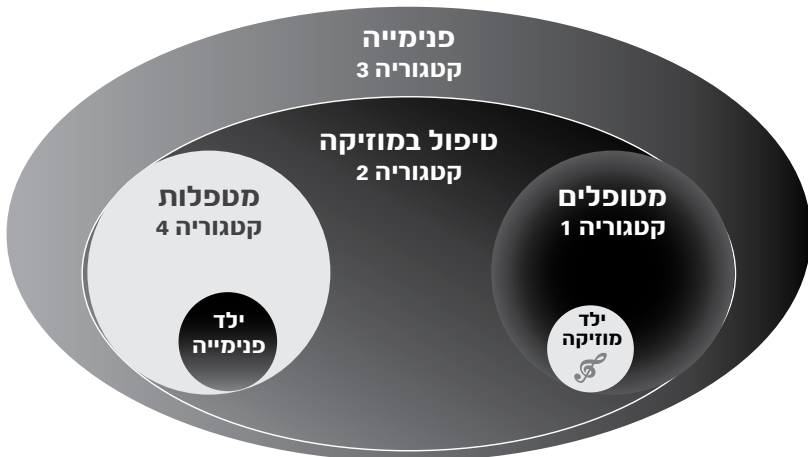 פנימייה
קטגוריה 3
טיפול במוזיקה
קטגוריה 2
מטופלים
קטגוריה 1
מטפלות
קטגוריה 4
ילד
מוזיקה
ילד
פנימייה